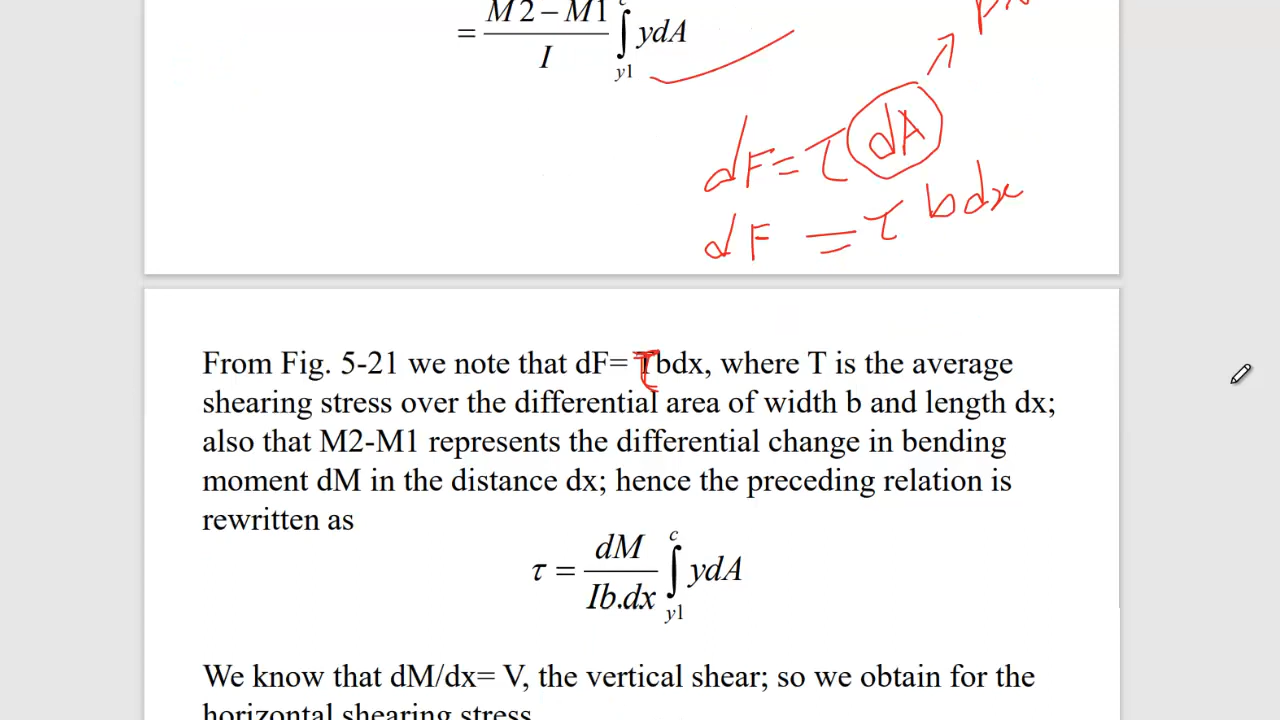 = M2 – M1 / I ∫ y1 c ydA
dF = τ dA
dF = τ bdx
From Fig. 5-21 we note that dF= τbdx, where T is the average
shearing stress over the differential area of width b and length dx;
also that M2-M1 represents the differential change in bending
moment dM in the distance dx; hence the preceding relation is
rewritten as
τ = dM / Ib.dx ∫ y1 c ydA
We know that dM/dx= V, the vertical shear; so we obtain for the
horizontal shearing stress